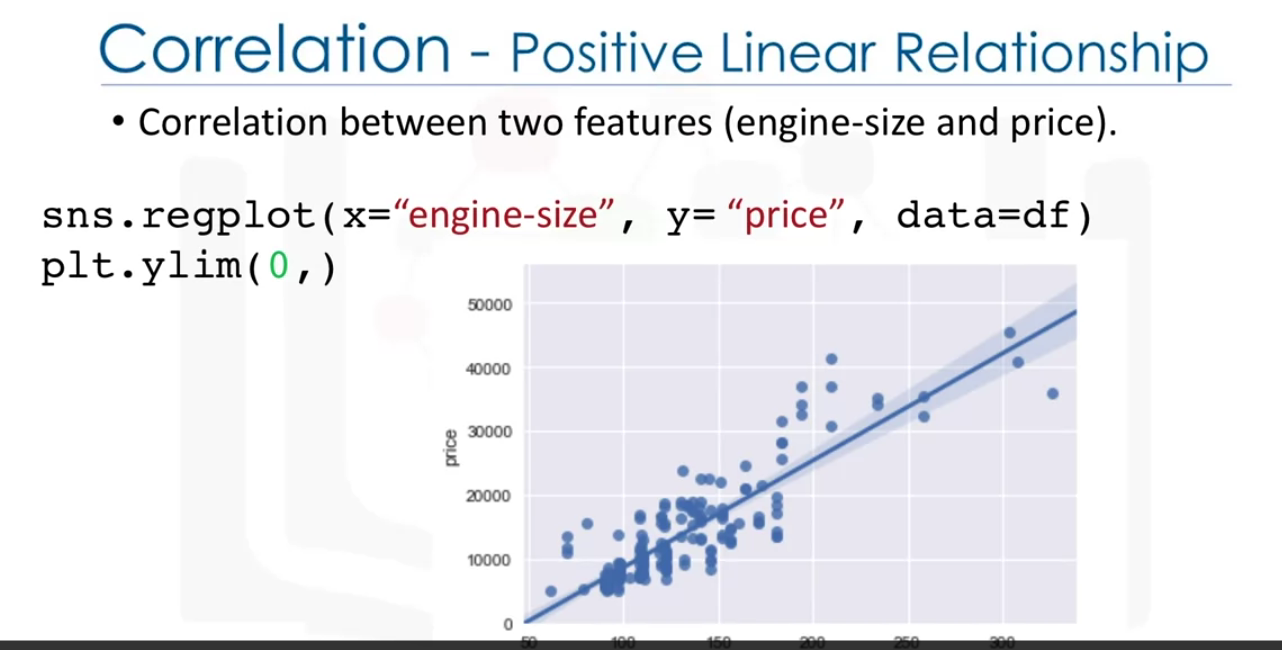 Correlation - Positive Linear Relationship
• Correlation between two features (engine-size and price).
sns.regplot(x=“engine-size”, y= “price”, data=df)
plt.ylim(0,)
50000
40000
30000
20000
10000
0
price
50 100 150 200 250 300